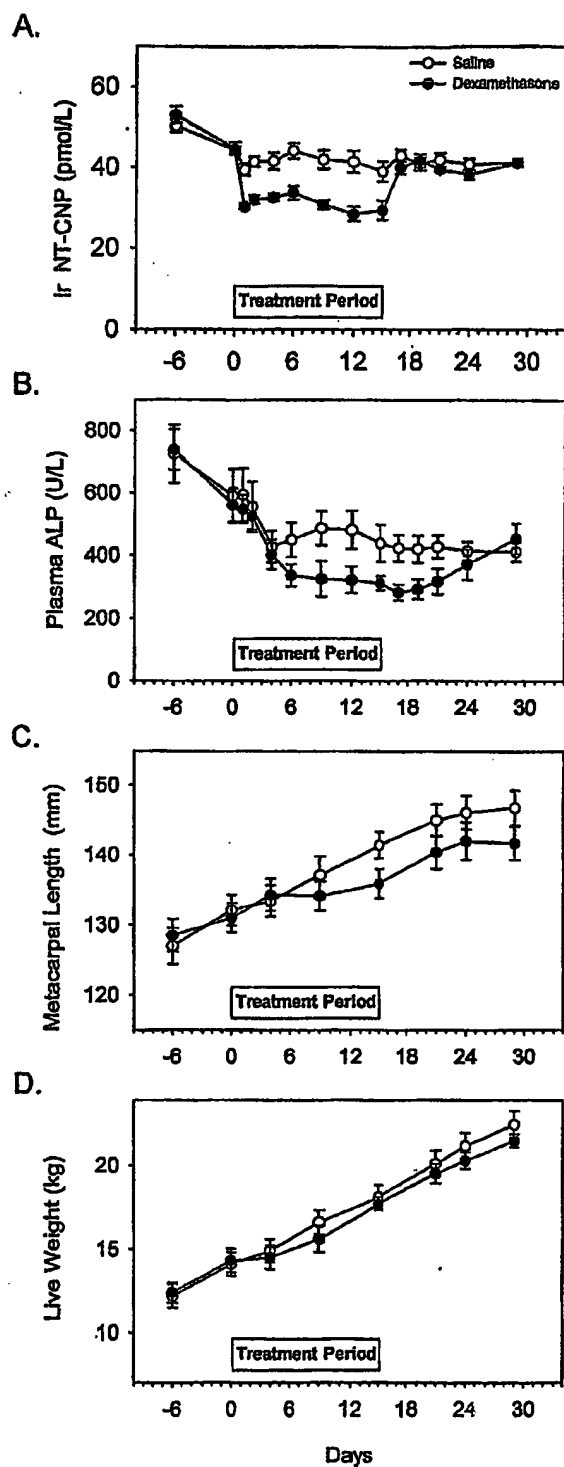 A.
Saline
Dexamethasone
Ir NT-CNP (pmol/L)
60
40
20
0
Treatment Period
-6 0 6 12 18 24 30
B.
Plasma ALP (U/L)
800
600
400
200
0
Treatment Period
-6 0 6 12 18 24 30
C.
Metacarpal Length (mm)
150
140
130
120
Treatment Period
-6 0 6 12 18 24 30
D.
Live Weight (kg)
20
15
10
Treatment Period
-6 0 6 12 18 24 30
Days